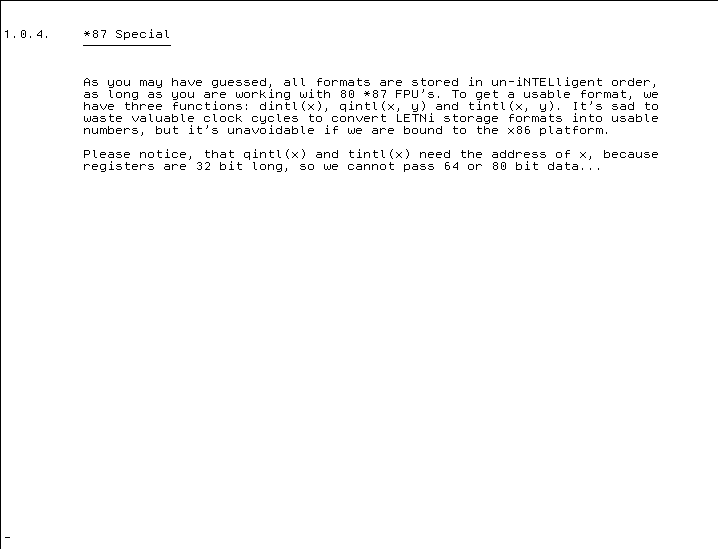 1.0.4. *87 Special
As you may have guessed, all formats are stored in un-iNTELligent order,
as long as you are working with 80 *87 FPU's. To get a usable format, we
have three functions: dintl(x), qintl(x, y) and tintl(x, y). It's sad to
waste valuable clock cycles to convert LETNi storage formats into usable
numbers, but it's unavoidable if we are bound to the x86 platform.
Please notice, that qintl(x) and tintl(x) need the address of x, because
registers are 32 bit long, so we cannot pass 64 or 80 bit data...
-